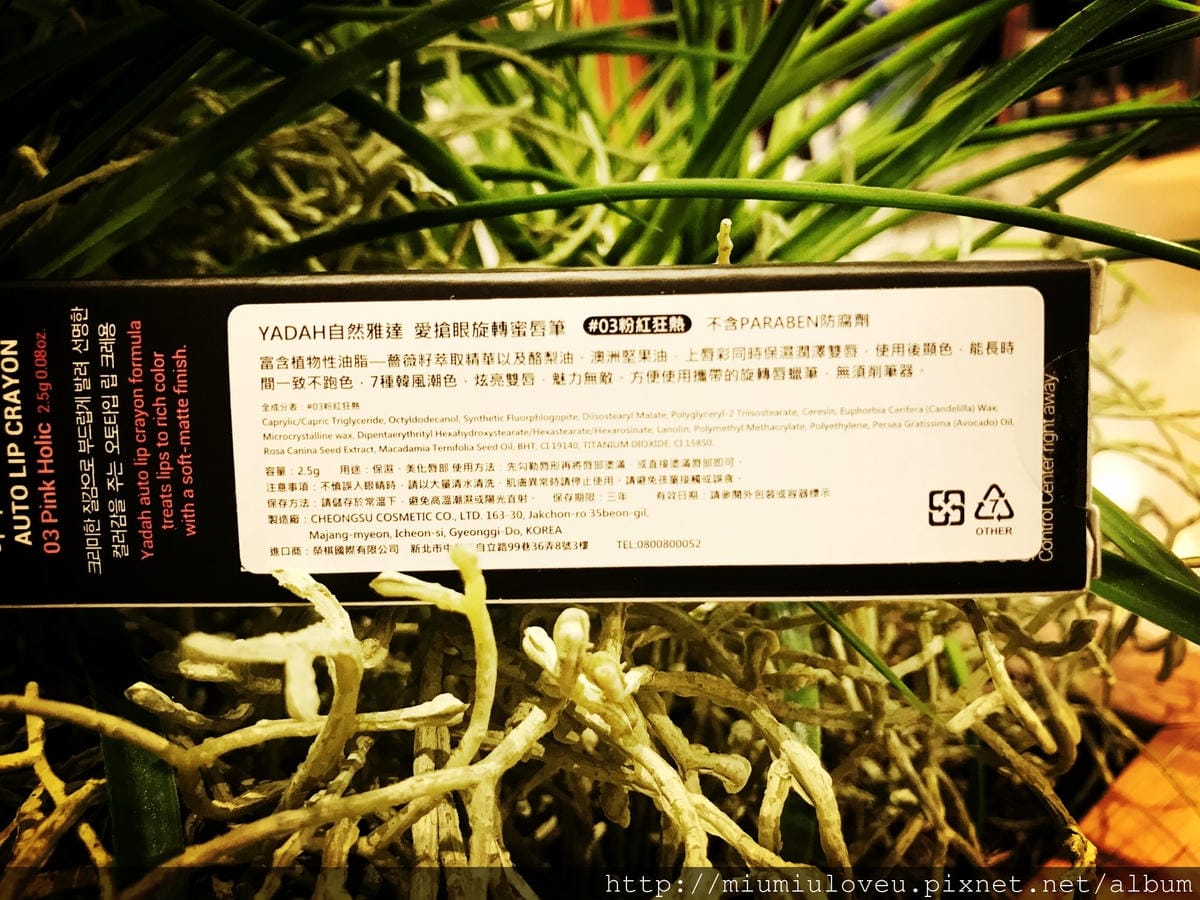 AUTO LIP CRAYON
03 Pink Holic 2.5g 0.08oz.
크리미한 질감으로 부드럽게 발려 선명한
컬러감을 주는 오토타입 립 크레용
Yadah auto lip crayon formula
treats lips to rich color
with a soft-matte finish.
YADAH自然雅達 愛搶眼旋轉蜜唇筆 #03粉紅狂熱 不含PARABEN防腐劑
富含植物性油脂—薔薇籽萃取精華以及酪梨油、澳洲堅果油，上唇彩同時保濕潤澤雙唇，使用後顯色，能長時
間一致不跑色，7種韓風潮色，炫亮雙唇，魅力無敵。方便使用攜帶的旋轉唇蠟筆，無須削筆器。
全成分表：#03粉紅狂熱
Caprylic/Capric Triglyceride, Octyldodecanol, Synthetic Fluorphlogopite, Diisostearyl Malate, Polyglyceryl-2 Triisostearate, Ceresin, Euphorbia Cerifera (Candelilla) Wax,
Microcrystalline wax, Dipentaerythrityl Hexahydroxystearate/Hexastearate/Hexarosinate, Lanolin, Polymethyl Methacrylate, Polyethylene, Persea Gratissima (Avocado) Oil,
Rosa Canina Seed Extract, Macadamia Ternifolia Seed Oil, BHT, CI 19140, TITANIUM DIOXIDE, CI 15850.
容量：2.5g 用途：保濕、美化唇部 使用方法：先勾勒唇形再將唇部塗滿，或直接塗滿唇部即可。
注意事項：不慎誤入眼睛時，請以大量清水清洗。肌膚異常時請停止使用。請避免孩童接觸或誤食。
保存方法：請儲存於常溫下，避免高溫潮濕或陽光直射。 保存期限：三年 有效日期：請參閱外包裝或容器標示
製造廠：CHEONGSU COSMETIC CO., LTD. 163-30, Jakchon-ro 35beon-gil,
Majang-myeon, Icheon-si, Gyeonggi-Do, KOREA
進口商：榮祺國際有限公司 新北市中 自立路99巷36弄8號3樓 TEL:0800800052
7
OTHER
Control Center right away.
http://miumiuloveu.pixnet.net/album